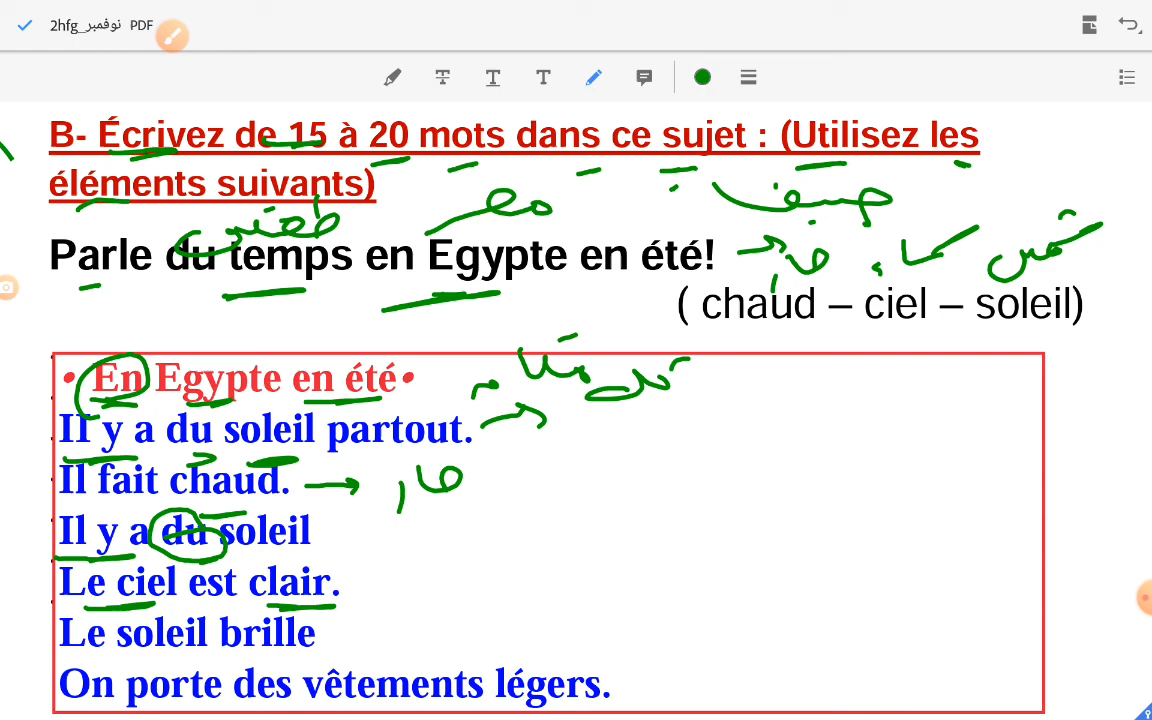 2hfg_نوفمبر PDF
B- Écrivez de 15 à 20 mots dans ce sujet : (Utilisez les
éléments suivants)
طقس مصر صيف
Parle du temps en Egypte en été!
حار سماء شمس
( chaud – ciel – soleil)
• En Egypte en été•
Il y a du soleil partout.
Il fait chaud.
حار
Il y a du soleil
Le ciel est clair.
Le soleil brille
On porte des vêtements légers.